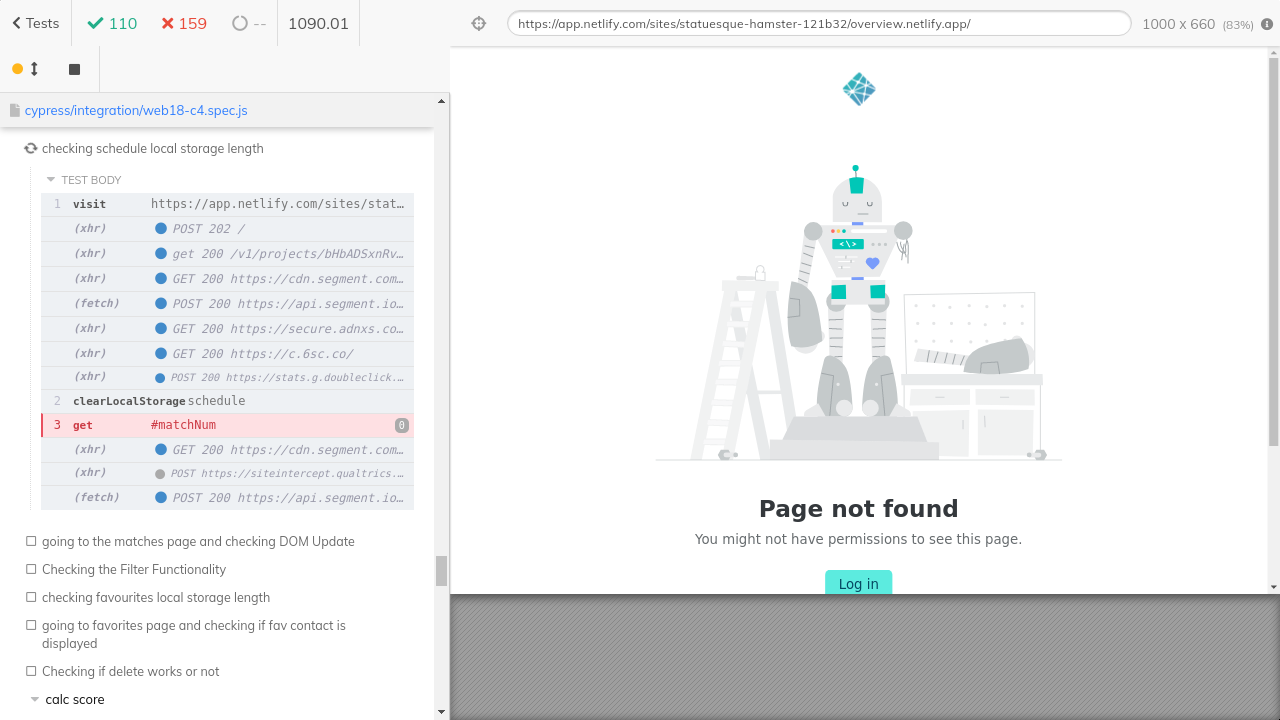 Tests
110
159
--
1090.01
https://app.netlify.com/sites/statuesque-hamster-121b32/overview.netlify.app/
1000 x 660 (83%)
cypress/integration/web18-c4.spec.js
checking schedule local storage length
TEST BODY
1 visit https://app.netlify.com/sites/stat…
(xhr) POST 202 /
(xhr) get 200 /v1/projects/bHbADSxnRv…
(xhr) GET 200 https://cdn.segment.com…
(fetch) POST 200 https://api.segment.io…
(xhr) GET 200 https://secure.adnxs.co…
(xhr) GET 200 https://c.6sc.co/
(xhr) POST 200 https://stats.g.doubleclick.…
2 clearLocalStorage schedule
3 get #matchNum 0
(xhr) GET 200 https://cdn.segment.com…
(xhr) POST https://siteintercept.qualtrics.…
(fetch) POST 200 https://api.segment.io…
going to the matches page and checking DOM Update
Checking the Filter Functionality
checking favourites local storage length
going to favorites page and checking if fav contact is
displayed
Checking if delete works or not
calc score
</>
Page not found
You might not have permissions to see this page.
Log in